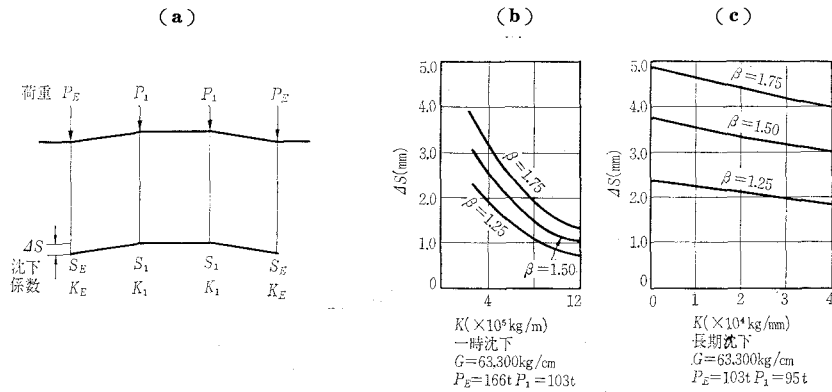 (a)
荷重 P_E P_1 P_1 P_E
ΔS
沈下 S_E S_1 S_1 S_E
係数 K_E K_1 K_1 K_E
(b)
5.0
4.0
3.0
2.0
1.0
0
ΔS(mm)
β=1.75
β=1.25
β=1.50
4 8 12
K(×10⁵kg/m)
一時沈下
G=63,300kg/cm
P_E=166t P_1=103t
(c)
5.0
4.0
3.0
2.0
1.0
0
ΔS(mm)
β=1.75
β=1.50
β=1.25
0 1 2 3 4
K(×10⁴kg/mm)
長期沈下
G=63.300kg/cm
P_E=103t P_1=95t